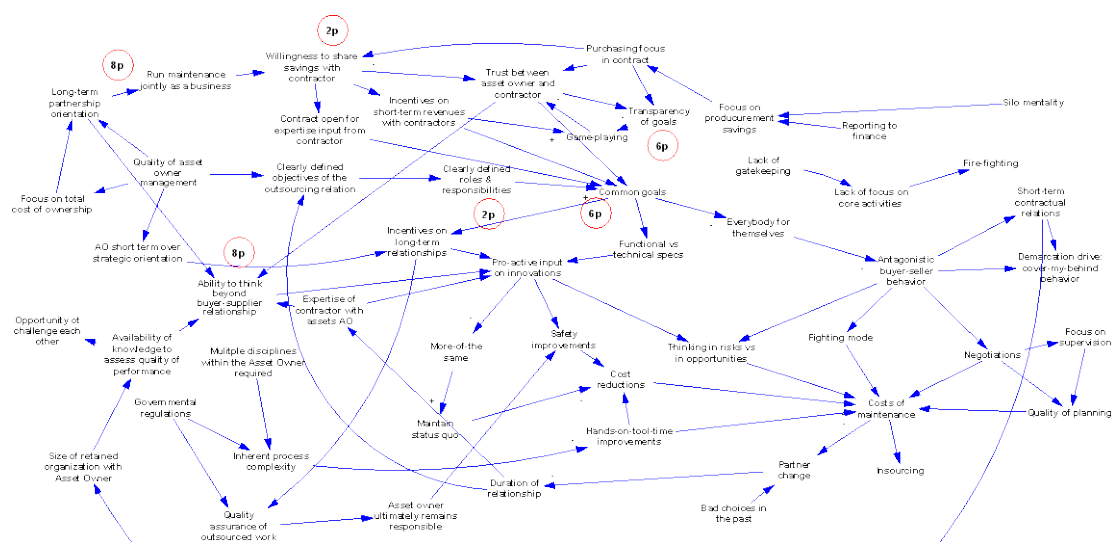 2p
8p
Willingness to share
savings with
contractor
Purchasing focus
in contract
Run maintenance
jointly as a business
Trust between
asset owner and
contractor
Long-term
partnership
orientation
Incentives on
short-term revenues
with contractors
Transparency
of goals
Focus on
producurement
savings
Silo mentality
Reporting to
finance
Contract open for
expertise input from
contractor
Game-playing
+
6p
Quality of asset
owner
management
Clearly defined
objectives of the
outsourcing relation
Clearly defined
roles &
responsibilities
Lack of
gatekeeping
Fire-fighting
Focus on total
cost of ownership
Common goals
+
Lack of focus on
core activities
Short-term
contractual
relations
2p
6p
Everybody for
themselves
AO short term over
strategic orientation
8p
Incentives on
long-term
relationships
Functional vs
technical specs
Pro-active input
on innovations
Antagonistic
buyer-seller
behavior
Demarcation drive:
cover-my-behind
behavior
Ability to think
beyond
buyer-supplier
relationship
Expertise of
contractor with
assets AO
Opportunity of
challenge each
other
Availability of
knowledge to
assess quality of
performance
Mulitple disciplines
within the Asset Owner
required
More-of-the
same
Safety
improvements
Thinking in risks vs
in opportunities
Fighting mode
Negotiations
Focus on
supervision
Cost
reductions
Governmental
regulations
+
Maintain
status quo
Costs of
maintenance
Quality of planning
Hands-on-tool-time
improvements
Size of retained
organization with
Asset Owner
Inherent process
complexity
Duration of
relationship
Partner
change
Insourcing
Quality
assurance of
outsourced work
Asset owner
ultimately remains
responsible
Bad choices in
the past